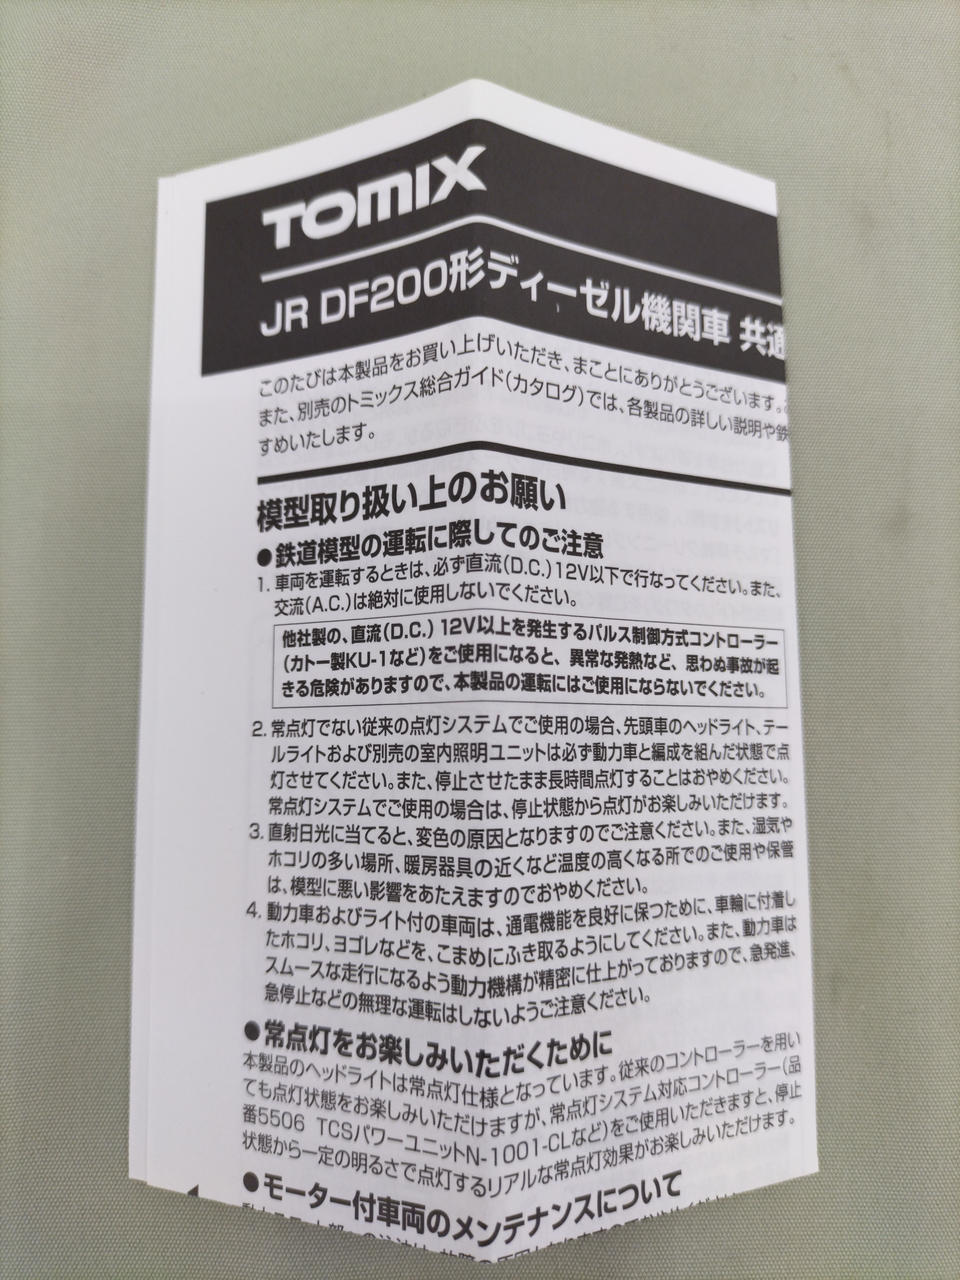 TOMIX
JR DF200形ディーゼル機関車 共通
このたびは本製品をお買い上げいただき、まことにありがとうございます。
また、別売のトミックス総合ガイド(カタログ)では、各製品の詳しい説明や鉄
すめいたします。
模型取り扱い上のお願い
●鉄道模型の運転に際してのご注意
1. 車両を運転するときは、必ず直流(D.C.)12V以下で行なってください。また、
交流(A.C.)は絶対に使用しないでください。
他社製の、直流(D.C.)12V以上を発生するパルス制御方式コントローラー
(カトー製KU-1など)をご使用になると、異常な発熱など、思わぬ事故が起
きる危険がありますので、本製品の運転にはご使用にならないでください。
2. 常点灯でない従来の点灯システムでご使用の場合、先頭車のヘッドライト、テー
ルライトおよび別売の室内照明ユニットは必ず動力車と編成を組んだ状態で点
灯させてください。また、停止させたまま長時間点灯することはおやめください。
常点灯システムでご使用の場合は、停止状態から点灯がお楽しみいただけます。
3. 直射日光に当てると、変色の原因となりますのでご注意ください。また、湿気や
ホコリの多い場所、暖房器具の近くなど温度の高くなる所でのご使用や保管
は、模型に悪い影響をあたえますのでおやめください。
4. 動力車およびライト付の車両は、通電機能を良好に保つために、車輪に付着し
たホコリ、ヨゴレなどを、こまめにふき取るようにしてください。また、動力車は
スムースな走行になるよう動力機構が精密に仕上がっておりますので、急発進、
急停止などの無理な運転はしないようご注意ください。
●常点灯をお楽しみいただくために
本製品のヘッドライトは常点灯仕様となっています。従来のコントローラーを用い
ても点灯状態をお楽しみいただけますが、常点灯システム対応コントローラー(品
番5506 TCSパワーユニットN-1001-CLなど)をご使用いただきますと、停止
状態から一定の明るさで点灯するリアルな常点灯効果がお楽しみいただけます。
●モーター付車両のメンテナンスについて